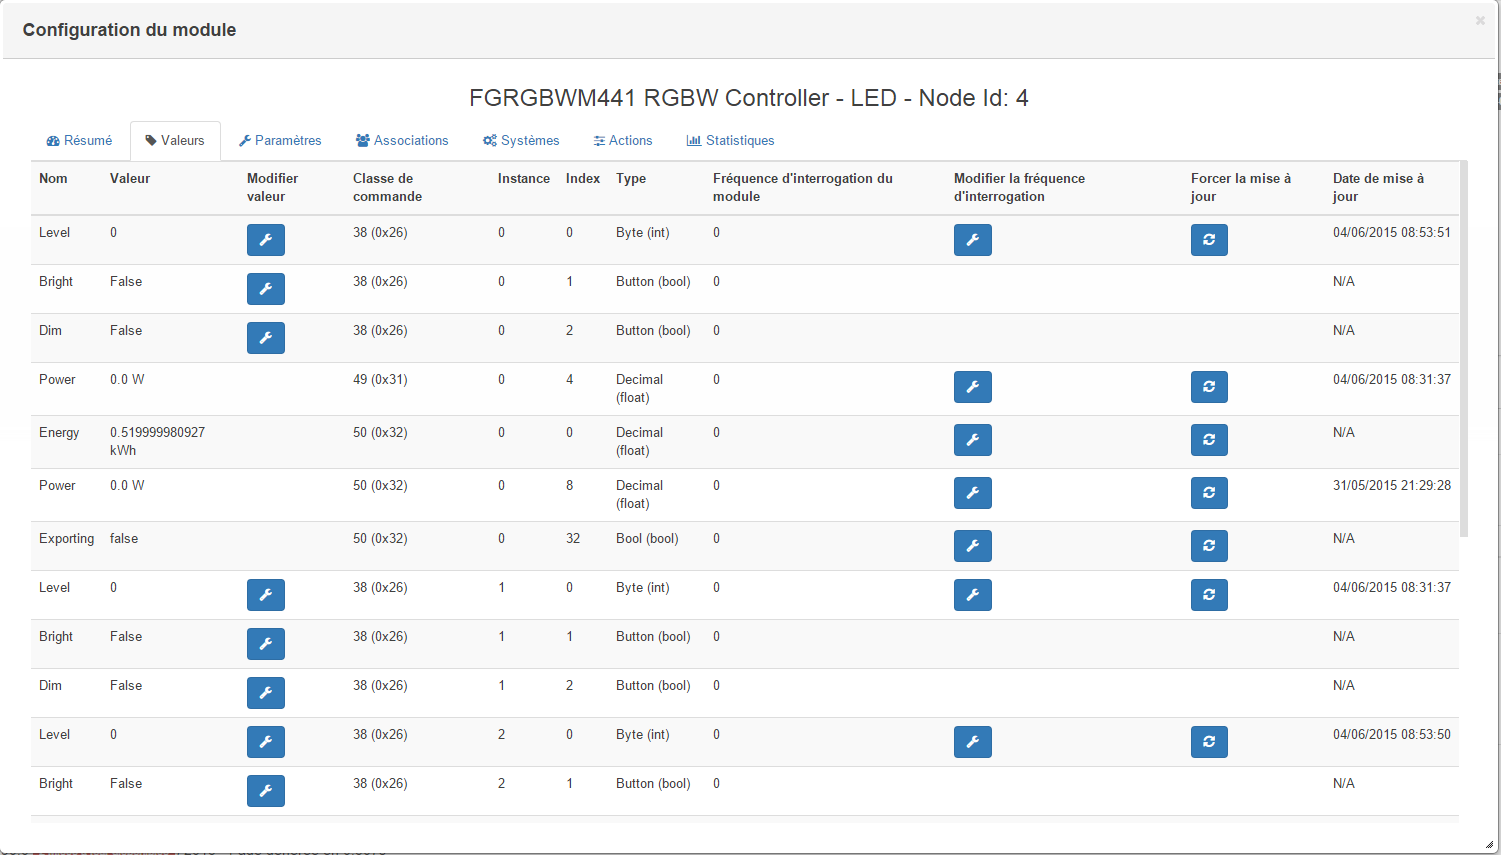 Configuration du module
×
FGRGBWM441 RGBW Controller - LED - Node Id: 4
Résumé Valeurs Paramètres Associations Systèmes Actions Statistiques
Nom Valeur Modifier valeur Classe de commande Instance Index Type Fréquence d'interrogation du module Modifier la fréquence d'interrogation Forcer la mise à jour Date de mise à jour
Level 0 38 (0x26) 0 0 Byte (int) 0 04/06/2015 08:53:51
Bright False 38 (0x26) 0 1 Button (bool) 0 N/A
Dim False 38 (0x26) 0 2 Button (bool) 0 N/A
Power 0.0 W 49 (0x31) 0 4 Decimal (float) 0 04/06/2015 08:31:37
Energy 0.519999980927 kWh 50 (0x32) 0 0 Decimal (float) 0 N/A
Power 0.0 W 50 (0x32) 0 8 Decimal (float) 0 31/05/2015 21:29:28
Exporting false 50 (0x32) 0 32 Bool (bool) 0 N/A
Level 0 38 (0x26) 1 0 Byte (int) 0 04/06/2015 08:31:37
Bright False 38 (0x26) 1 1 Button (bool) 0 N/A
Dim False 38 (0x26) 1 2 Button (bool) 0 N/A
Level 0 38 (0x26) 2 0 Byte (int) 0 04/06/2015 08:53:50
Bright False 38 (0x26) 2 1 Button (bool) 0 N/A